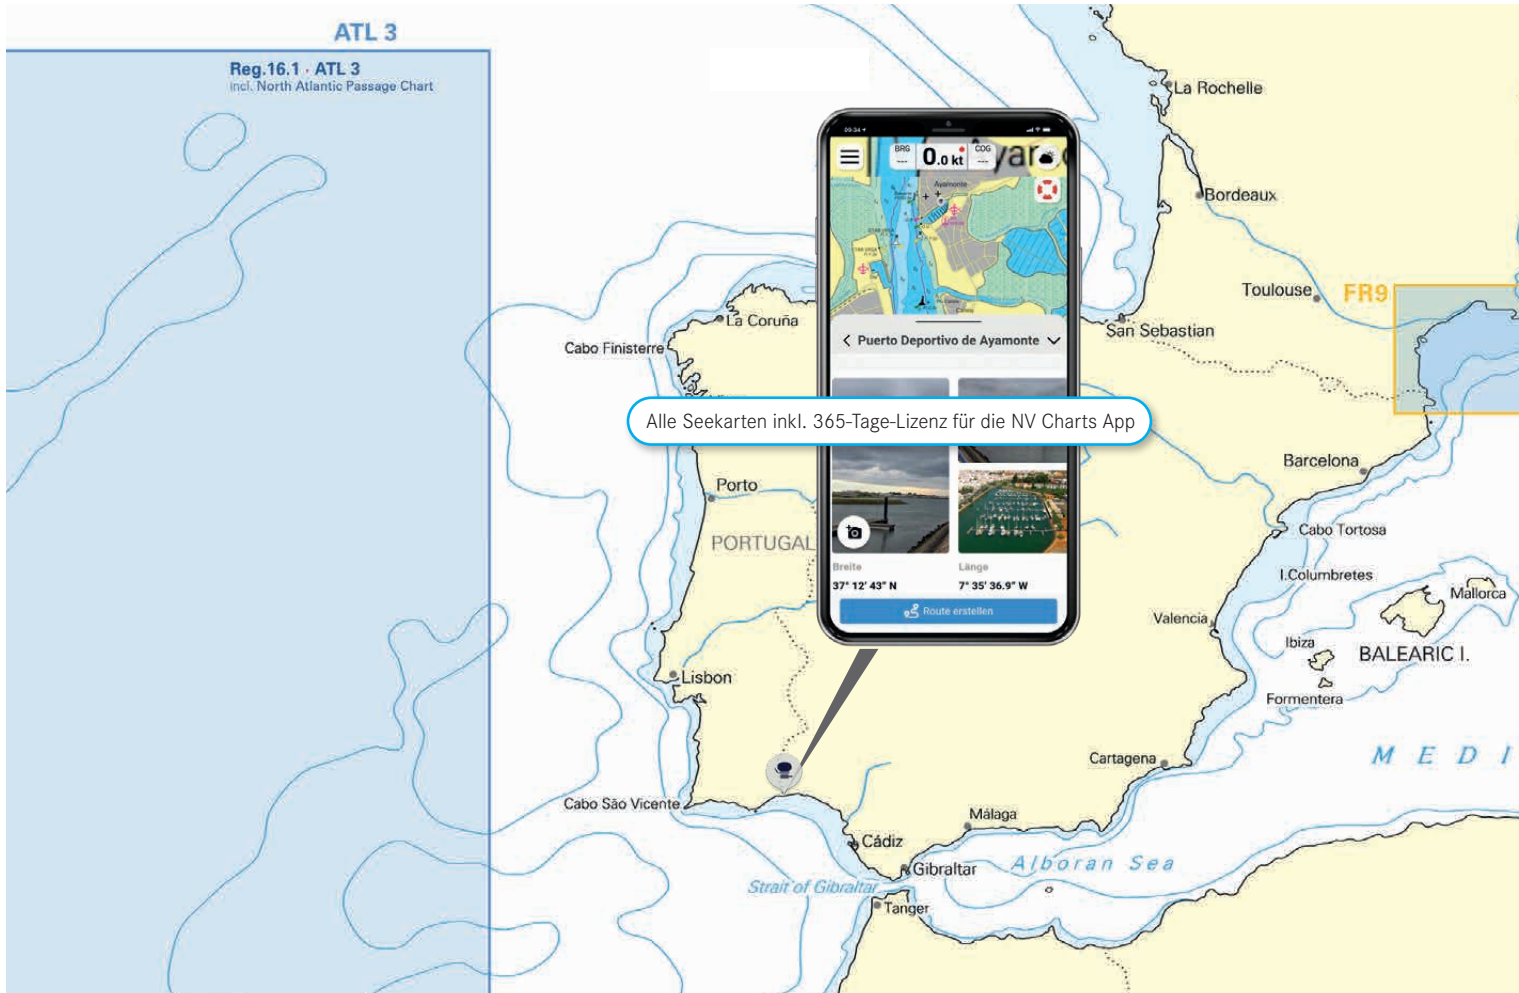 ATL 3
Reg.16.1 · ATL 3
incl. North Atlantic Passage Chart
La Rochelle
Bordeaux
Toulouse
FR9
San Sebastian
La Coruña
Cabo Finisterre
09:34
BRG
---
0.0 kt
COG
---
Ayamonte
Puerto Deportivo de Ayamonte
Alle Seekarten inkl. 365-Tage-Lizenz für die NV Charts App
Barcelona
Porto
Cabo Tortosa
PORTUGAL
Breite
37° 12' 43" N
Länge
7° 35' 36.9" W
Route erstellen
I.Columbretes
Mallorca
Valencia
Ibiza
BALEARIC I.
Formentera
Lisbon
Cartagena
MEDI
Cabo São Vicente
Málaga
Cádiz
Gibraltar
Alboran Sea
Strait of Gibraltar
Tanger